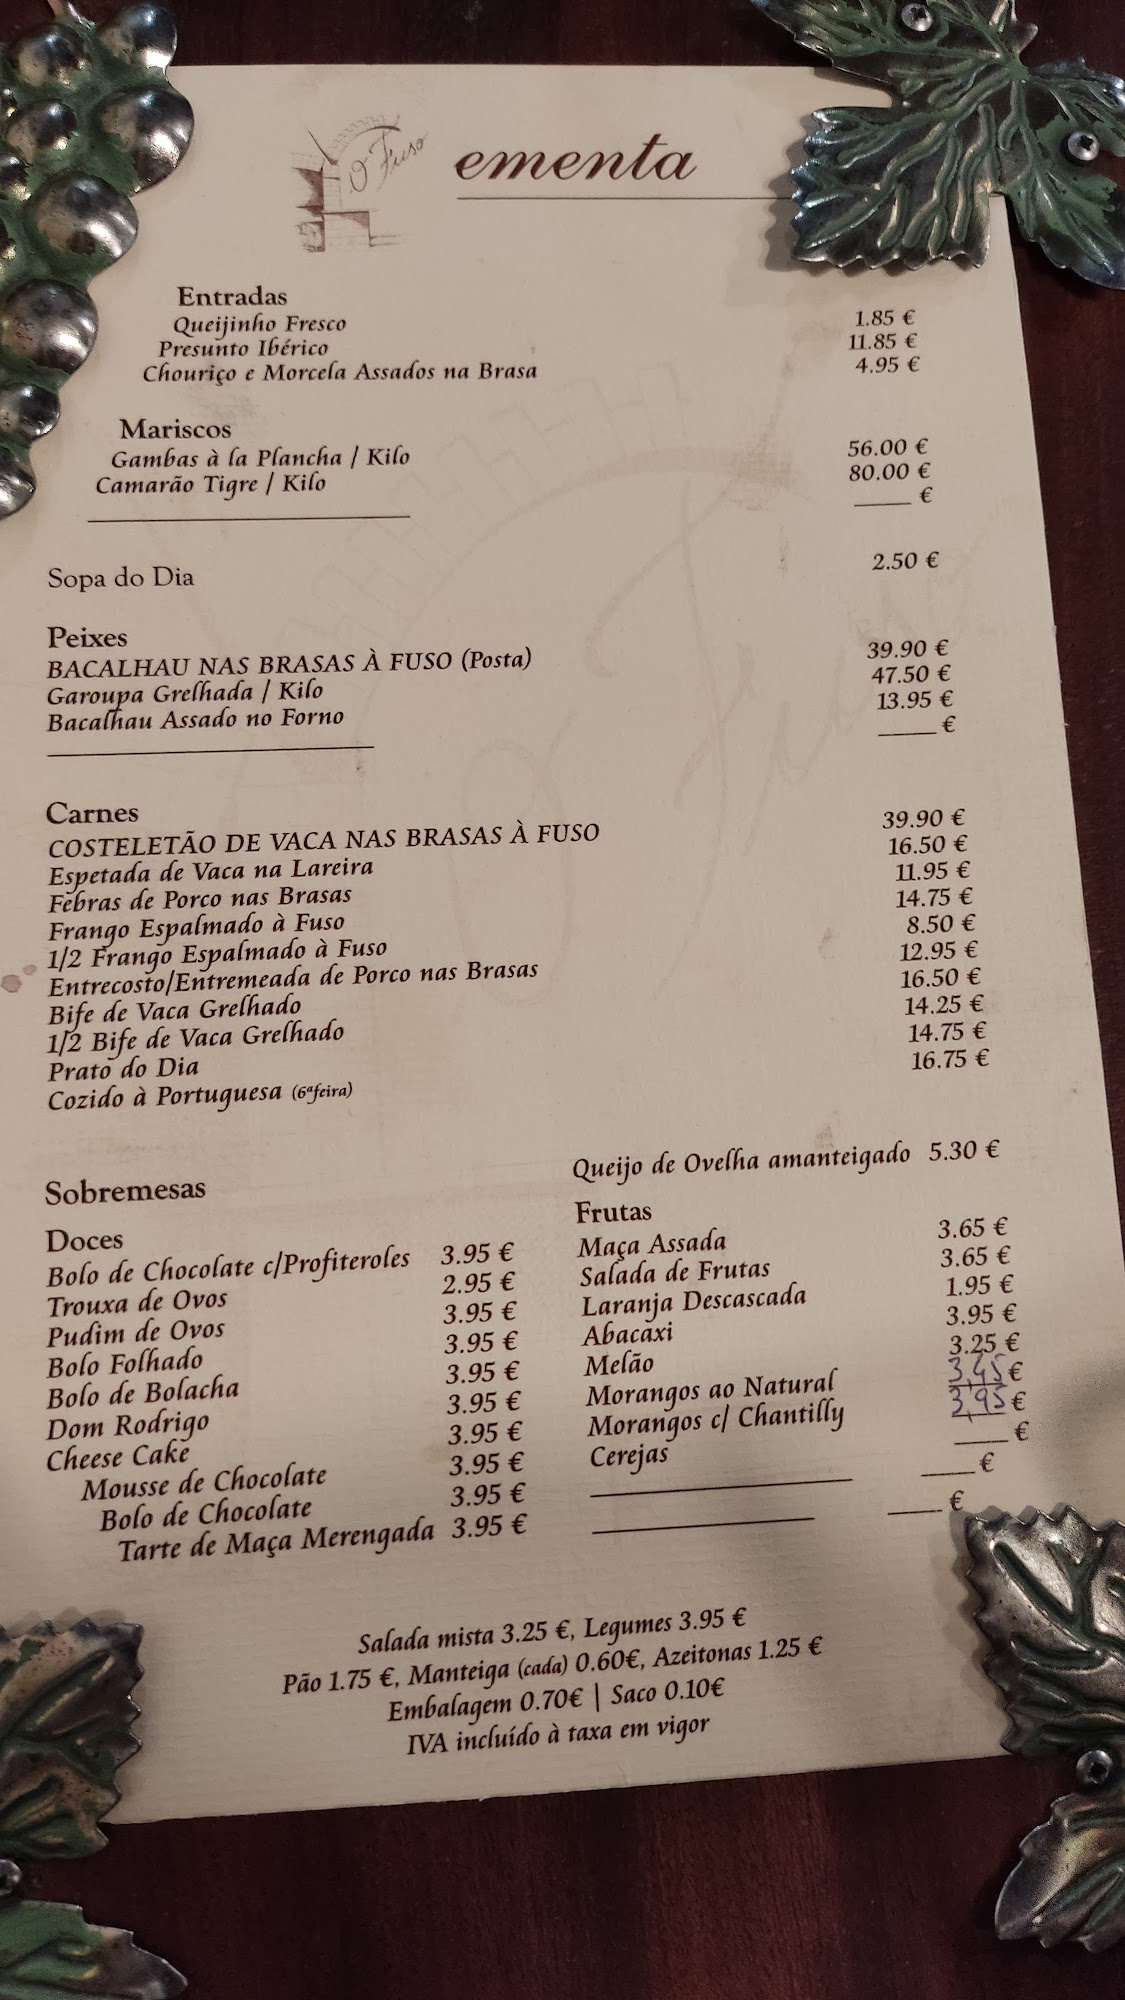 O Fuso
ementa
Entradas
Queijinho Fresco 1.85 €
Presunto Ibérico 11.85 €
Chouriço e Morcela Assados na Brasa 4.95 €
Mariscos
Gambas à la Plancha / Kilo 56.00 €
Camarão Tigre / Kilo 80.00 €
€
Sopa do Dia 2.50 €
Peixes
BACALHAU NAS BRASAS À FUSO (Posta) 39.90 €
Garoupa Grelhada / Kilo 47.50 €
Bacalhau Assado no Forno 13.95 €
€
Carnes
COSTELETÃO DE VACA NAS BRASAS À FUSO 39.90 €
Espetada de Vaca na Lareira 16.50 €
Febras de Porco nas Brasas 11.95 €
Frango Espalmado à Fuso 14.75 €
1/2 Frango Espalmado à Fuso 8.50 €
Entrecosto/Entremeada de Porco nas Brasas 12.95 €
Bife de Vaca Grelhado 16.50 €
1/2 Bife de Vaca Grelhado 14.25 €
Prato do Dia 14.75 €
Cozido à Portuguesa (6ªfeira) 16.75 €
Sobremesas
Doces
Bolo de Chocolate c/Profiteroles 3.95 €
Trouxa de Ovos 2.95 €
Pudim de Ovos 3.95 €
Bolo Folhado 3.95 €
Bolo de Bolacha 3.95 €
Dom Rodrigo 3.95 €
Cheese Cake 3.95 €
Mousse de Chocolate 3.95 €
Bolo de Chocolate 3.95 €
Tarte de Maça Merengada 3.95 €
Queijo de Ovelha amanteigado 5.30 €
Frutas
Maça Assada 3.65 €
Salada de Frutas 3.65 €
Laranja Descascada 1.95 €
Abacaxi 3.95 €
Melão 3.25 €
Morangos ao Natural 3,45 €
Morangos c/ Chantilly 3,95 €
Cerejas €
€
€
Salada mista 3.25 €, Legumes 3.95 €
Pão 1.75 €, Manteiga (cada) 0.60€, Azeitonas 1.25 €
Embalagem 0.70€ | Saco 0.10€
IVA incluído à taxa em vigor